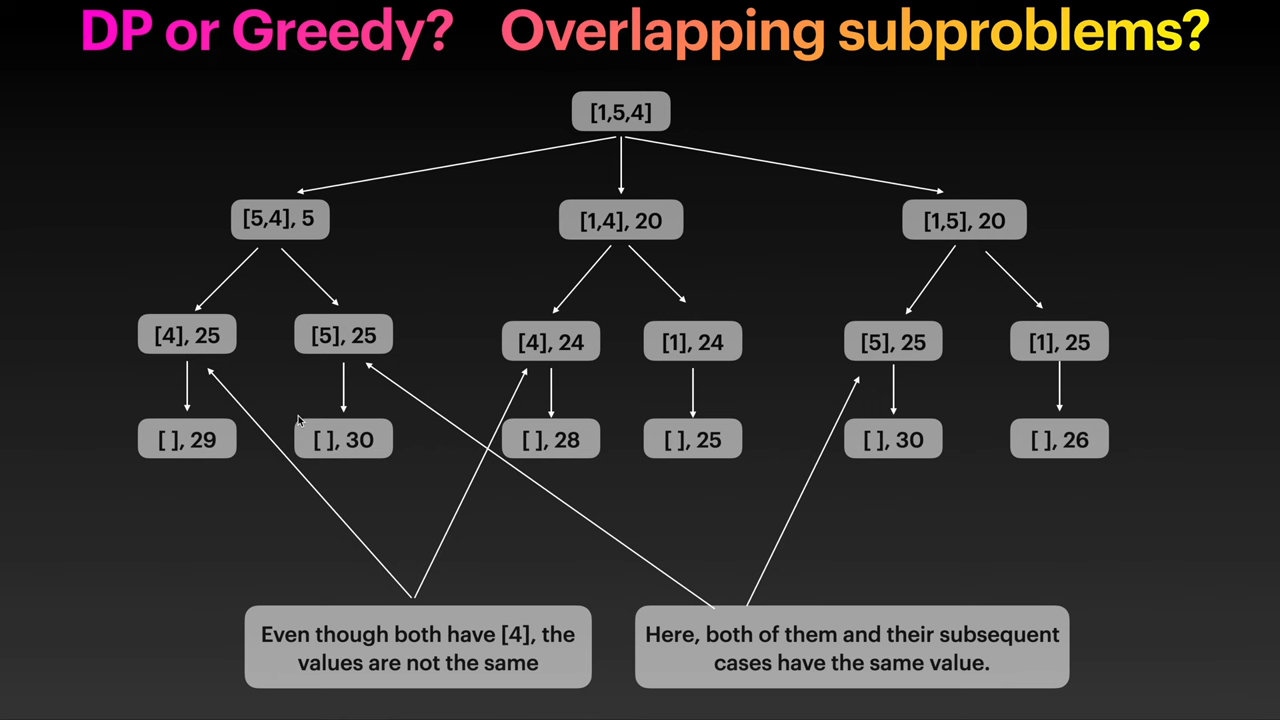 DP or Greedy? Overlapping subproblems?
[1,5,4]
[5,4], 5
[1,4], 20
[1,5], 20
[4], 25
[5], 25
[4], 24
[1], 24
[5], 25
[1], 25
[ ], 29
[ ], 30
[ ], 28
[ ], 25
[ ], 30
[ ], 26
Even though both have [4], the
values are not the same
Here, both of them and their subsequent
cases have the same value.